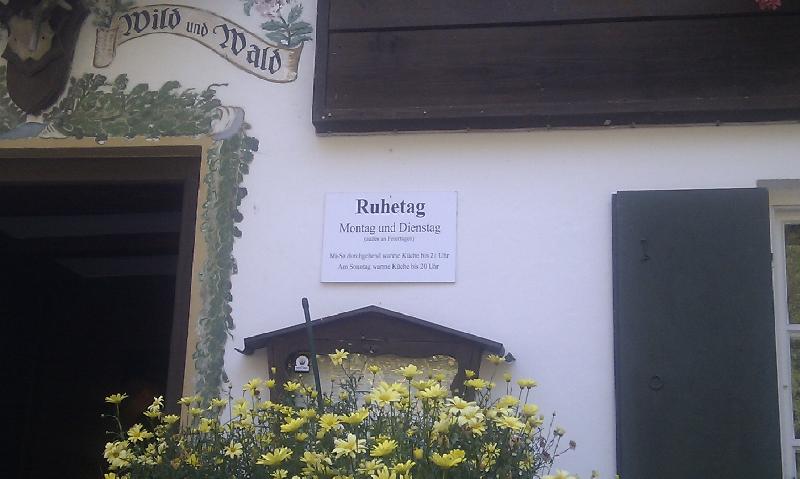 Wild und Wald
Ruhetag
Montag und Dienstag
(außer an Feiertagen)
Mi-Sa durchgehend warme Küche bis 21 Uhr
Am Sonntag warme Küche bis 20 Uhr